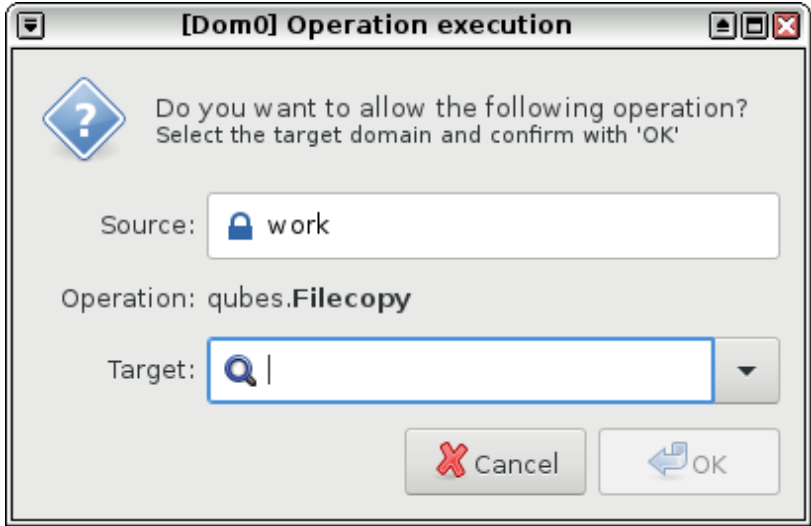 [Dom0] Operation execution
Do you want to allow the following operation?
Select the target domain and confirm with 'OK'
Source: work
Operation: qubes.Filecopy
Target:
Cancel OK